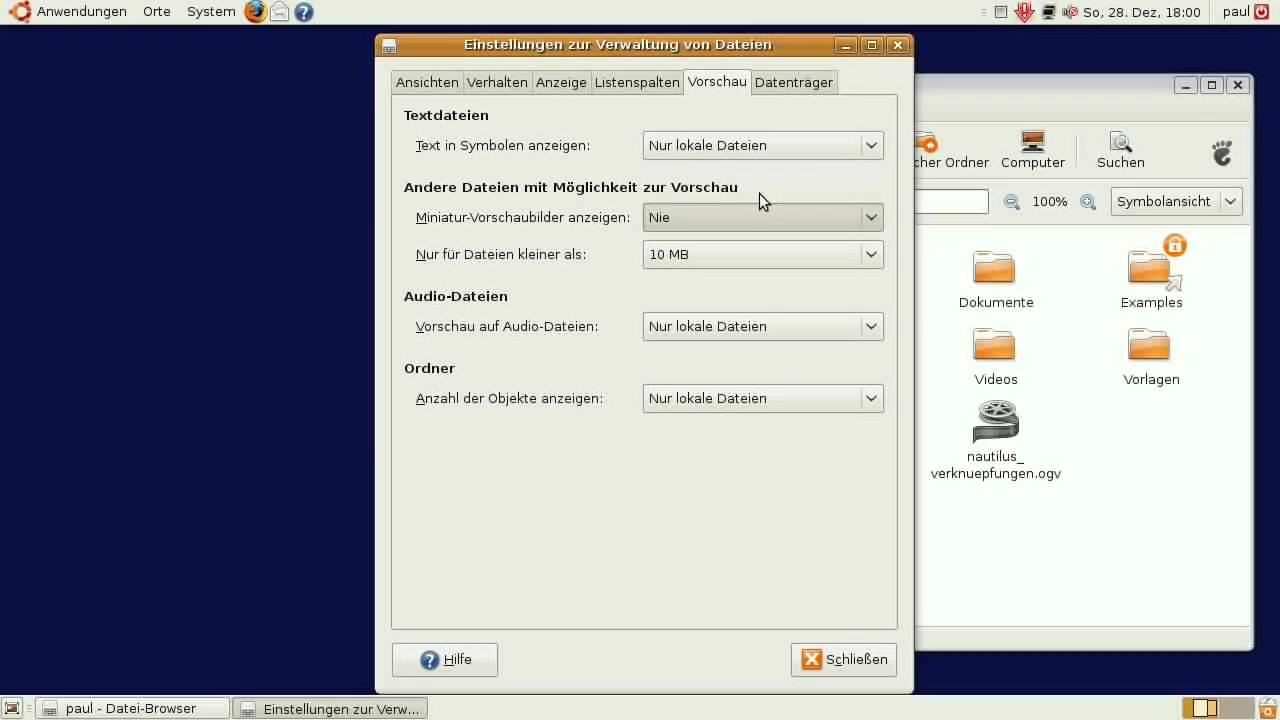 Anwendungen Orte System So, 28. Dez, 18:00 paul
Einstellungen zur Verwaltung von Dateien
Ansichten Verhalten Anzeige Listenspalten Vorschau Datenträger
Textdateien
Text in Symbolen anzeigen: Nur lokale Dateien
Andere Dateien mit Möglichkeit zur Vorschau
Miniatur-Vorschaubilder anzeigen: Nie
Nur für Dateien kleiner als: 10 MB
Audio-Dateien
Vorschau auf Audio-Dateien: Nur lokale Dateien
Ordner
Anzahl der Objekte anzeigen: Nur lokale Dateien
Hilfe Schließen
cher Ordner Computer Suchen
100% Symbolansicht
Dokumente Examples
Videos Vorlagen
nautilus_
verknuepfungen.ogv
paul - Datei-Browser Einstellungen zur Verw...